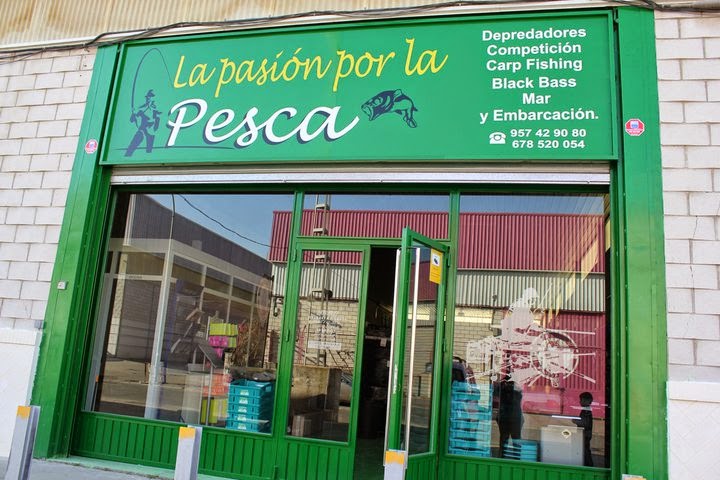 La pasión por la
Pesca
Depredadores
Competición
Carp Fishing
Black Bass
Mar
y Embarcación.
☎ 957 42 90 80
678 520 054